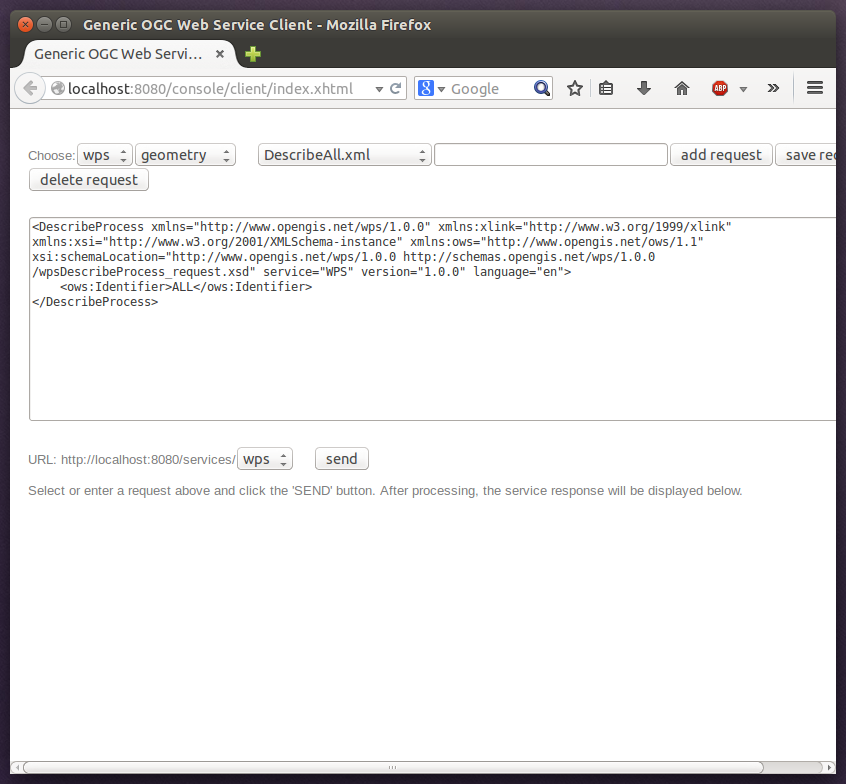 Generic OGC Web Service Client - Mozilla Firefox
Generic OGC Web Servi...
localhost:8080/console/client/index.xhtml
8 Google
ABP
Choose: wps geometry DescribeAll.xml add request save rec
delete request
<DescribeProcess xmlns="http://www.opengis.net/wps/1.0.0" xmlns:xlink="http://www.w3.org/1999/xlink"
xmlns:xsi="http://www.w3.org/2001/XMLSchema-instance" xmlns:ows="http://www.opengis.net/ows/1.1"
xsi:schemaLocation="http://www.opengis.net/wps/1.0.0 http://schemas.opengis.net/wps/1.0.0
/wpsDescribeProcess_request.xsd" service="WPS" version="1.0.0" language="en">
    <ows:Identifier>ALL</ows:Identifier>
</DescribeProcess>
URL: http://localhost:8080/services/ wps send
Select or enter a request above and click the 'SEND' button. After processing, the service response will be displayed below.